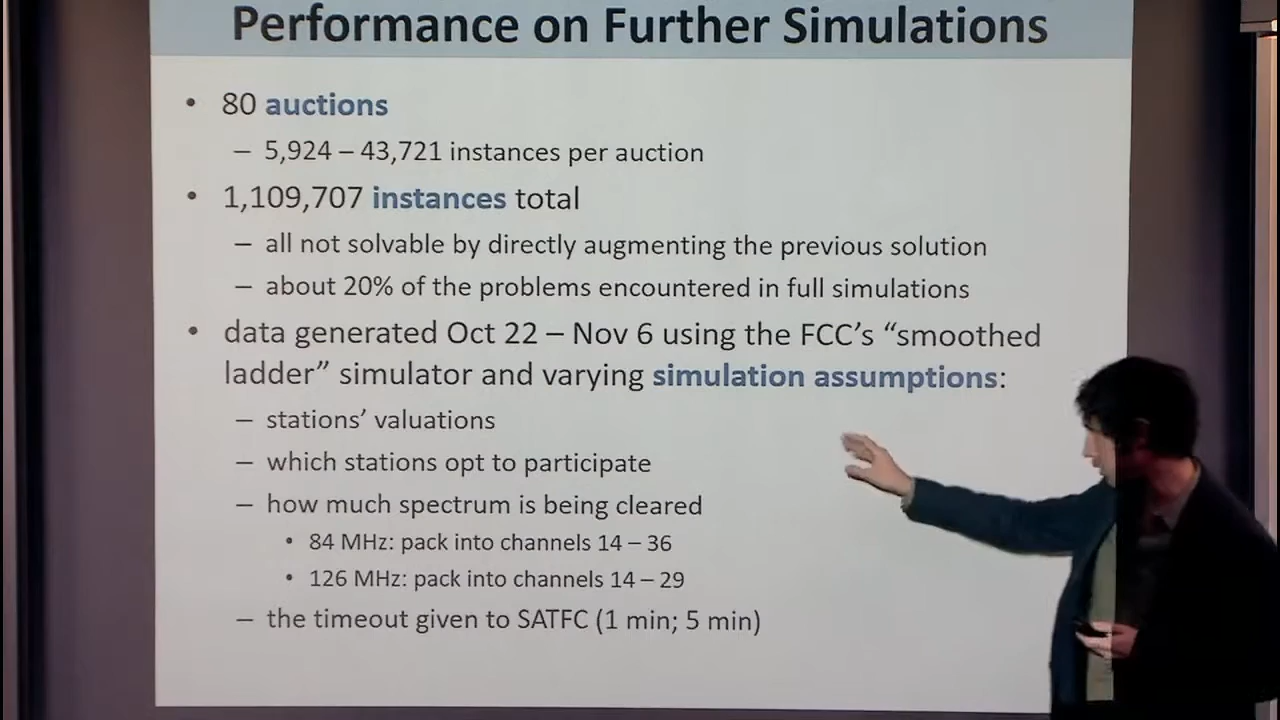 Performance on Further Simulations
• 80 auctions
– 5,924 – 43,721 instances per auction
• 1,109,707 instances total
– all not solvable by directly augmenting the previous solution
– about 20% of the problems encountered in full simulations
• data generated Oct 22 – Nov 6 using the FCC’s “smoothed
ladder” simulator and varying simulation assumptions:
– stations’ valuations
– which stations opt to participate
– how much spectrum is being cleared
• 84 MHz: pack into channels 14 – 36
• 126 MHz: pack into channels 14 – 29
– the timeout given to SATFC (1 min; 5 min)